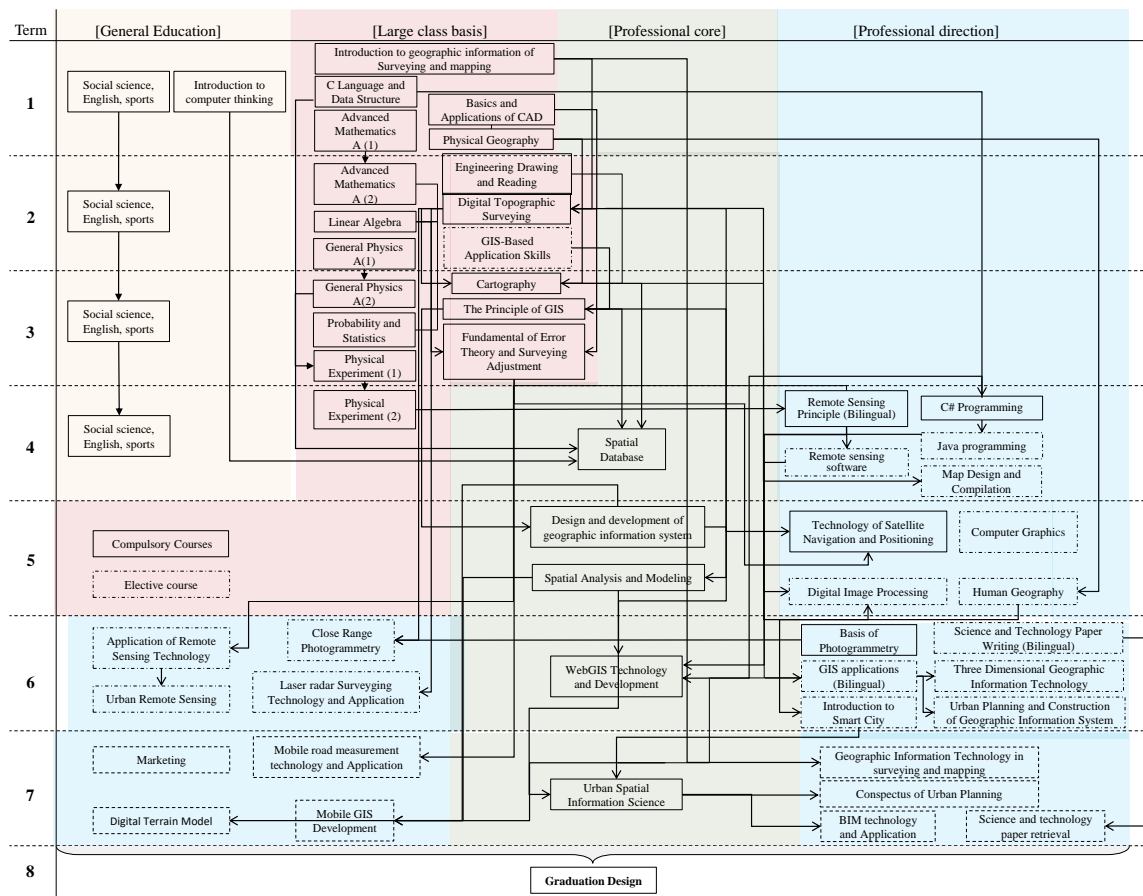 Term
[General Education]
[Large class basis]
[Professional core]
[Professional direction]
1
Social science,
English, sports
Introduction to
computer thinking
Introduction to geographic information of
Surveying and mapping
C Language and
Data Structure
Basics and
Applications of CAD
Advanced
Mathematics
A (1)
Physical Geography
2
Social science,
English, sports
Advanced
Mathematics
A (2)
Engineering Drawing
and Reading
Digital Topographic
Surveying
Linear Algebra
General Physics
A(1)
GIS-Based
Application Skills
3
Social science,
English, sports
General Physics
A(2)
Cartography
The Principle of GIS
Probability and
Statistics
Fundamental of Error
Theory and Surveying
Adjustment
Physical
Experiment (1)
4
Social science,
English, sports
Physical
Experiment (2)
Spatial
Database
Remote Sensing
Principle (Bilingual)
C# Programming
Java programming
Remote sensing
software
Map Design and
Compilation
5
Compulsory Courses
Elective course
Design and development of
geographic information system
Spatial Analysis and Modeling
Technology of Satellite
Navigation and Positioning
Computer Graphics
Digital Image Processing
Human Geography
6
Application of Remote
Sensing Technology
Close Range
Photogrammetry
Urban Remote Sensing
Laser radar Surveyging
Technology and Application
WebGIS Technology
and Development
Basis of
Photogrammetry
Science and Technology Paper
Writing (Bilingual)
GIS applications
(Bilingual)
Three Dimensional Geographic
Information Technology
Introduction to
Smart City
Urban Planning and Construction
of Geographic Information System
7
Marketing
Mobile road measurement
technology and Application
Digital Terrain Model
Mobile GIS
Development
Urban Spatial
Information Science
Geographic Information Technology in
surveying and mapping
Conspectus of Urban Planning
BIM technology
and Application
Science and technology
paper retrieval
8
Graduation Design